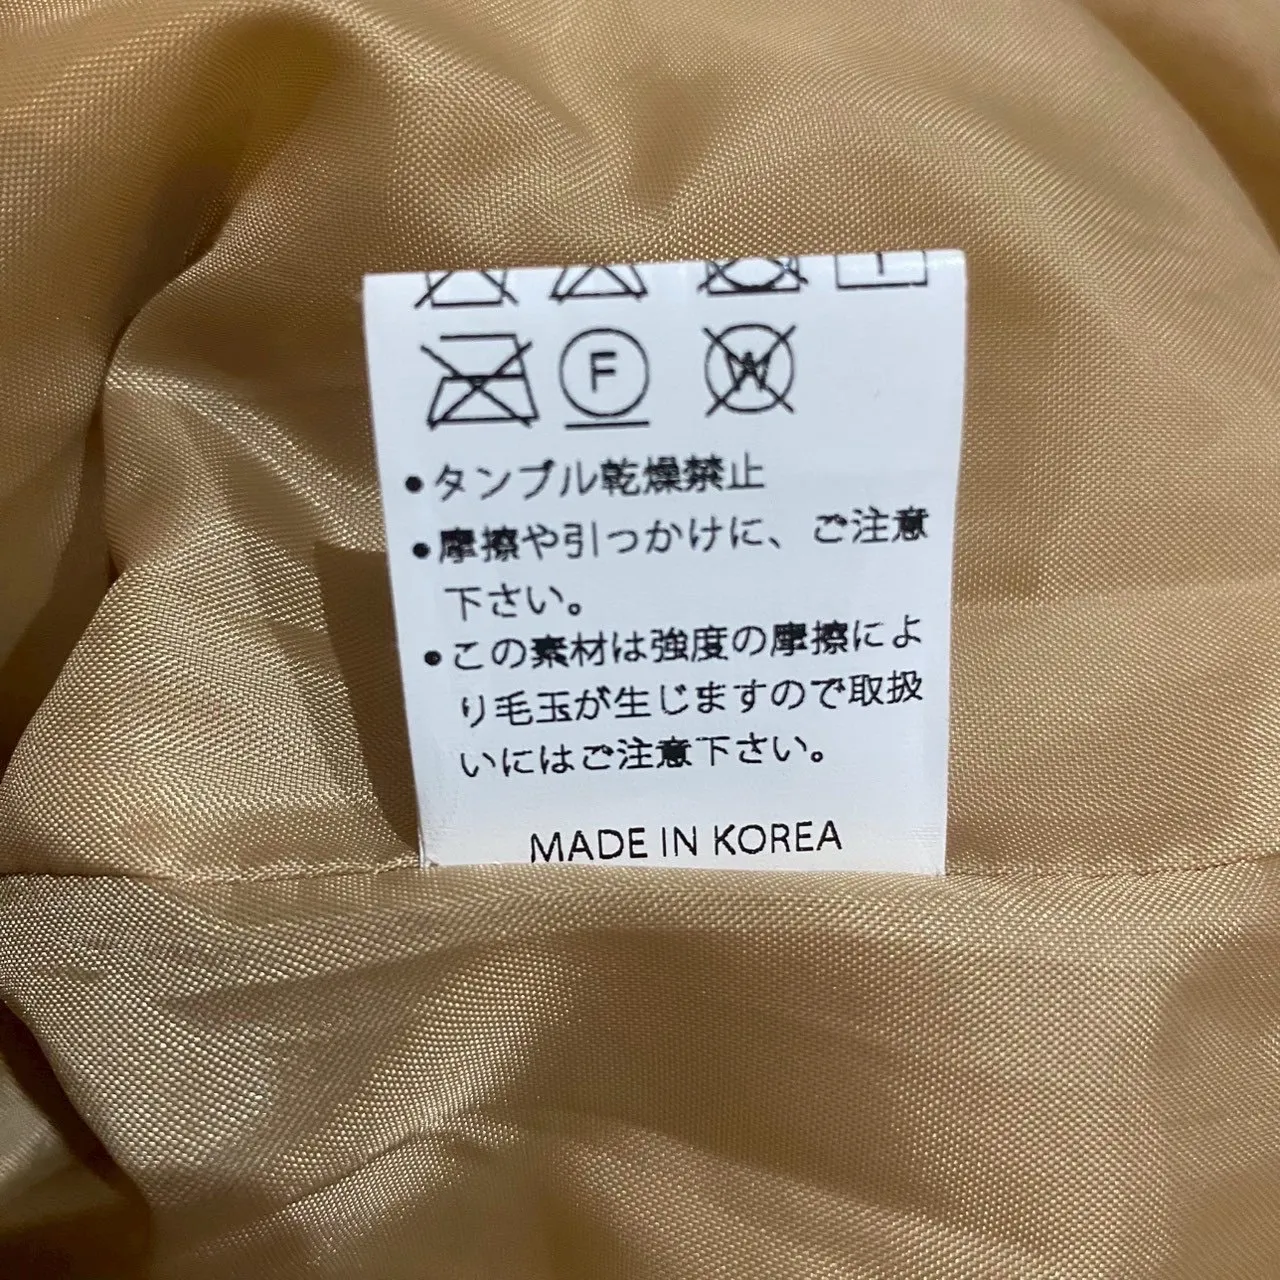 F
W
●タンブル乾燥禁止
●摩擦や引っかけに、ご注意
下さい。
●この素材は強度の摩擦によ
り毛玉が生じますので取扱
いにはご注意下さい。
MADE IN KOREA